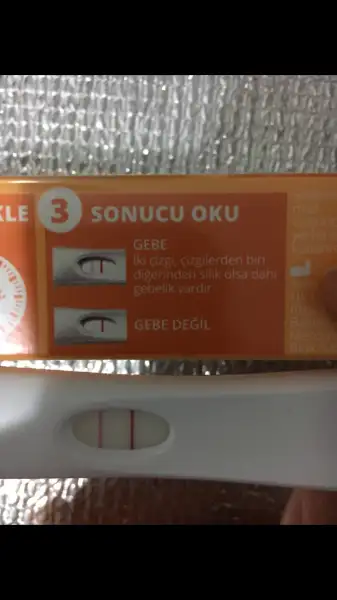 KLE 3 SONUCU OKU
GEBE
İki çizgi, çizgilerden biri
diğerinden silik olsa dahi
gebelik vardır
GEBE DEĞİL